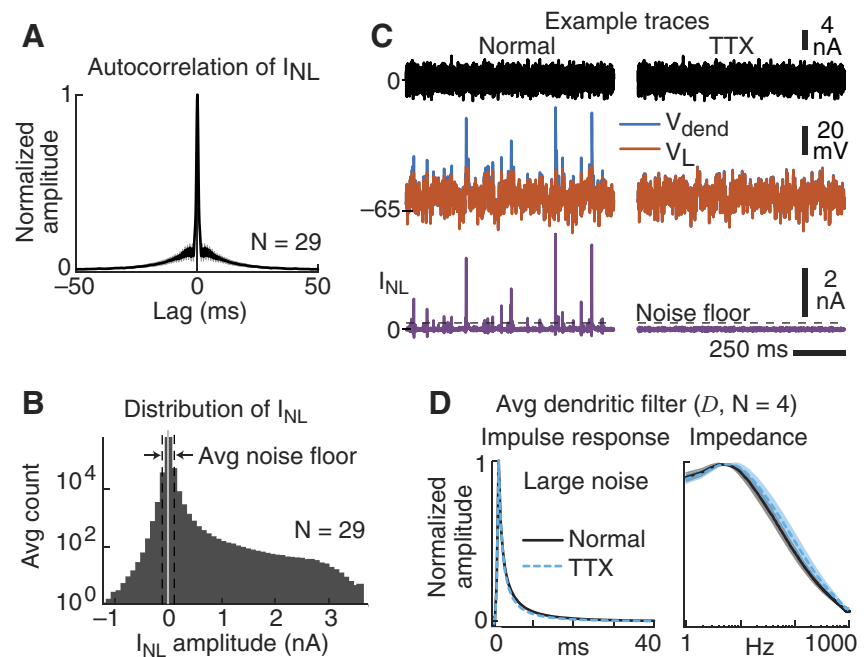 A
Autocorrelation of I_NL
Normalized
amplitude
1
0
N = 29
−50
0
50
Lag (ms)
C
Example traces
Normal
TTX
4
nA
0
V_dend
V_L
20
mV
−65
I_NL
2
nA
Noise floor
0
250 ms
B
Distribution of I_NL
Avg noise floor
Avg count
10^4
10^2
10^0
N = 29
-1
0
1
2
3
I_NL amplitude (nA)
D
Avg dendritic filter (D, N = 4)
Impulse response
Impedance
Normalized
amplitude
1
0
Large noise
Normal
TTX
0
40
ms
1
1000
Hz